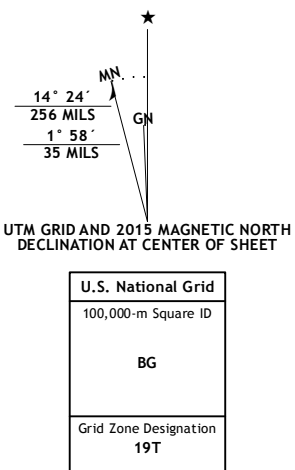 MN
GN
14° 24´
256 MILS
1° 58´
35 MILS
UTM GRID AND 2015 MAGNETIC NORTH
DECLINATION AT CENTER OF SHEET
U.S. National Grid
100,000-m Square ID
BG
Grid Zone Designation
19T